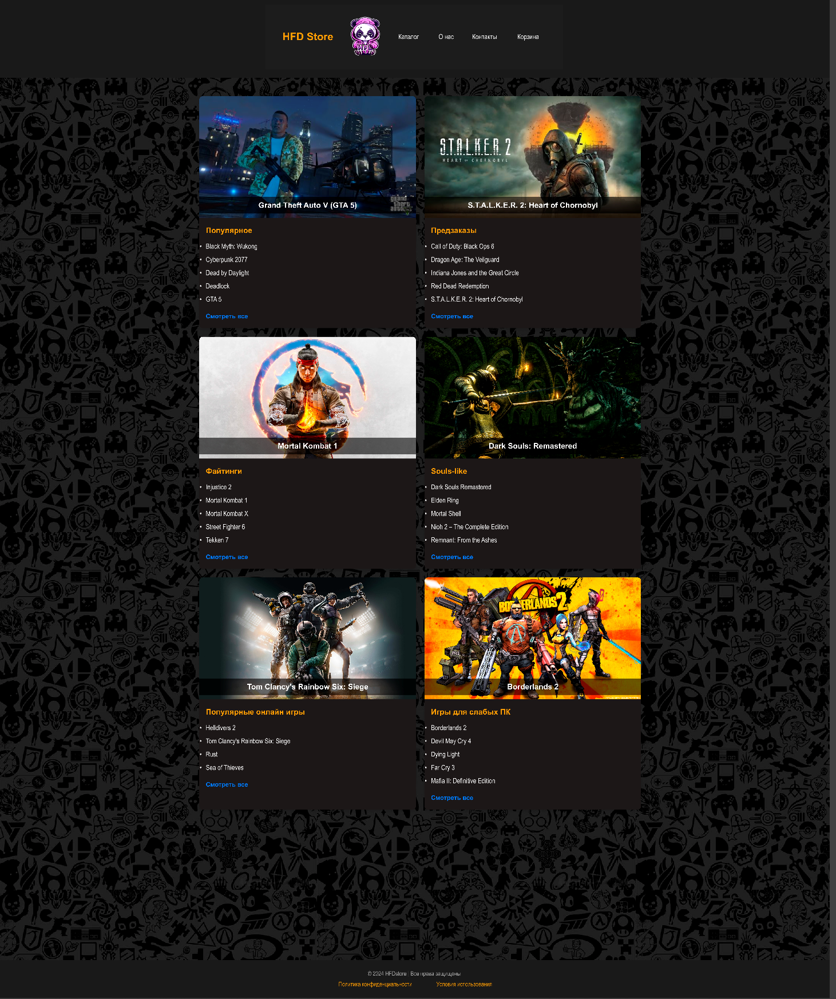 HFD Store
HFD
Каталог
О нас
Контакты
Корзина
grand
theft
auto
Grand Theft Auto V (GTA 5)
S.T.A.L.K.E.R. 2
HEART OF CHORNOBYL
S.T.A.L.K.E.R. 2: Heart of Chornobyl
Популярное
• Black Myth: Wukong
• Cyberpunk 2077
• Dead by Daylight
• Deadlock
• GTA 5
Смотреть все
Предзаказы
• Call of Duty: Black Ops 6
• Dragon Age: The Veilguard
• Indiana Jones and the Great Circle
• Red Dead Redemption
• S.T.A.L.K.E.R. 2: Heart of Chornobyl
Смотреть все
Mortal Kombat 1
Dark Souls: Remastered
Файтинги
• Injustice 2
• Mortal Kombat 1
• Mortal Kombat X
• Street Fighter 6
• Tekken 7
Смотреть все
Souls-like
• Dark Souls Remastered
• Elden Ring
• Mortal Shell
• Nioh 2 – The Complete Edition
• Remnant: From the Ashes
Смотреть все
Tom Clancy's Rainbow Six: Siege
BORDERLANDS 2
Borderlands 2
Популярные онлайн игры
• Helldivers 2
• Tom Clancy's Rainbow Six: Siege
• Rust
• Sea of Thieves
Смотреть все
Игры для слабых ПК
• Borderlands 2
• Devil May Cry 4
• Dying Light
• Far Cry 3
• Mafia II: Definitive Edition
Смотреть все
© 2024 HFDstore | Все права защищены
Политика конфиденциальности
Условия использования